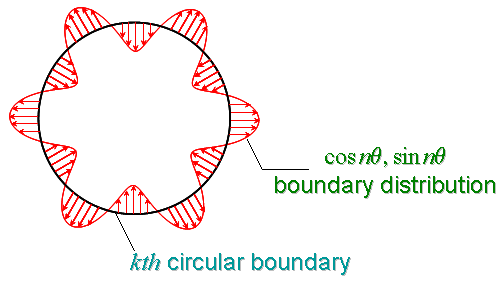 cos nθ, sin nθ
boundary distribution
kth circular boundary